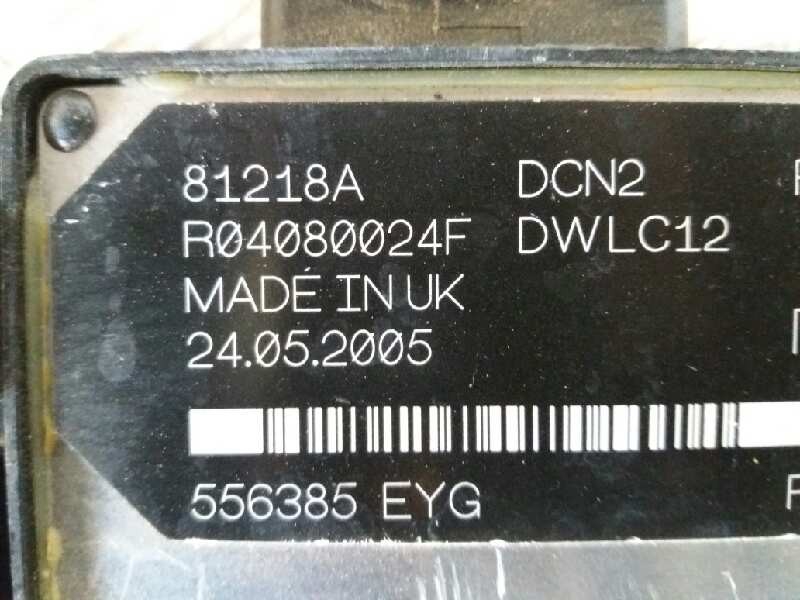 81218A DCN2
R04080024F DWLC12
MADE IN UK
24.05.2005
556385 EYG